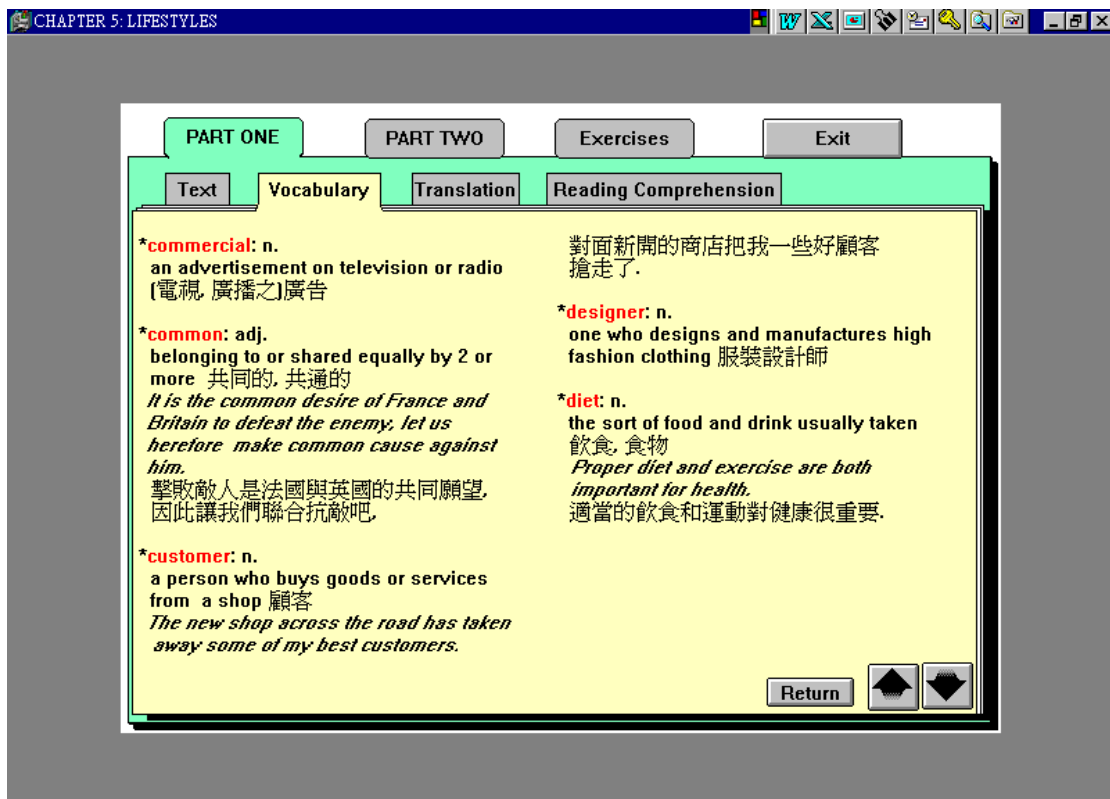 CHAPTER 5: LIFESTYLES
PART ONE
PART TWO
Exercises
Exit
Text
Vocabulary
Translation
Reading Comprehension
*commercial: n.
an advertisement on television or radio
(電視, 廣播之)廣告
*common: adj.
belonging to or shared equally by 2 or
more 共同的, 共通的
It is the common desire of France and
Britain to defeat the enemy, let us
herefore make common cause against
him.
擊敗敵人是法國與英國的共同願望,
因此讓我們聯合抗敵吧,
*customer: n.
a person who buys goods or services
from a shop 顧客
The new shop across the road has taken
away some of my best customers.
對面新開的商店把我一些好顧客
搶走了.
*designer: n.
one who designs and manufactures high
fashion clothing 服裝設計師
*diet: n.
the sort of food and drink usually taken
飲食, 食物
Proper diet and exercise are both
important for health.
適當的飲食和運動對健康很重要.
Return